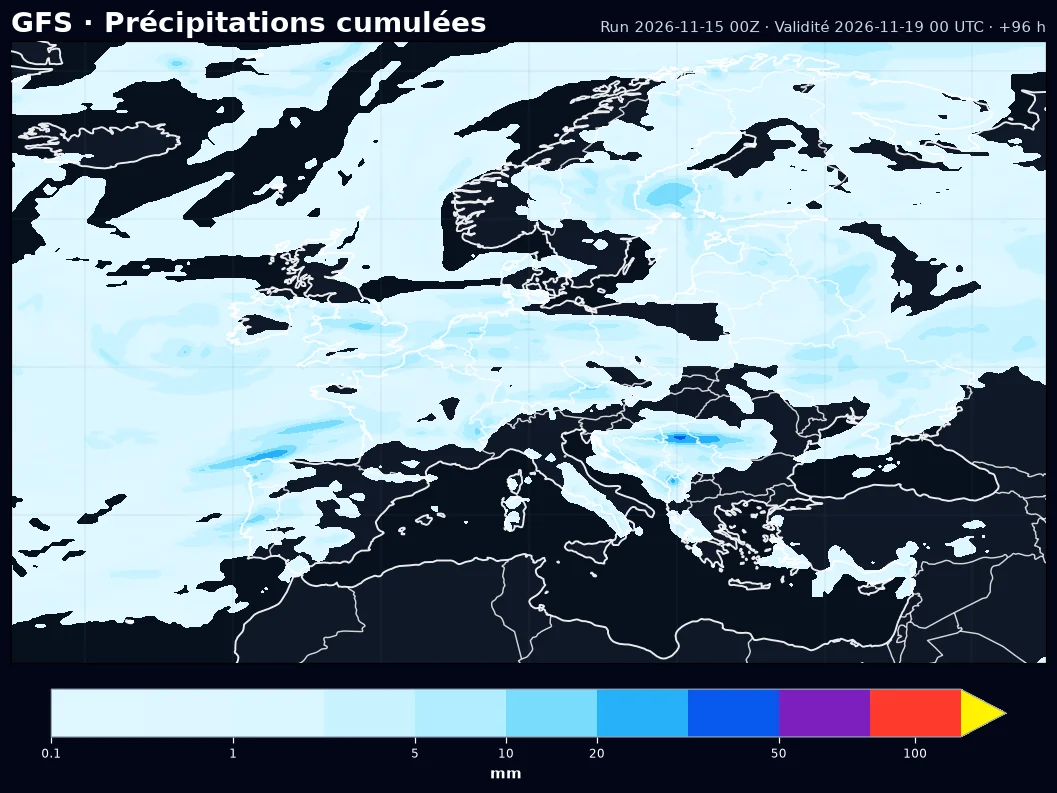 GFS · Précipitations cumulées
Run 2026-11-15 00Z · Validité 2026-11-19 00 UTC · +96 h
0.1 1 5 10 20 50 100
mm